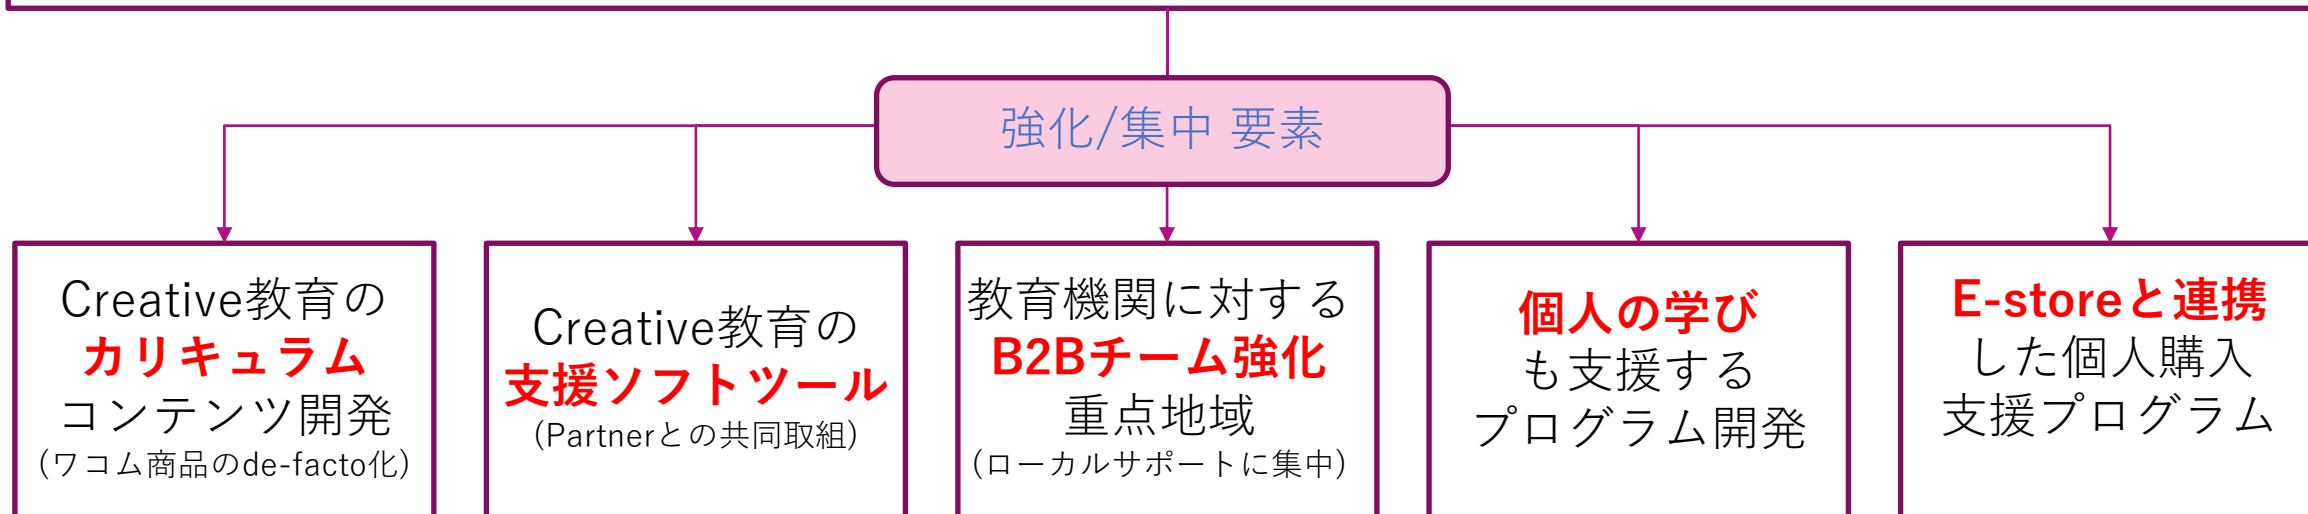 強化/集中 要素
Creative教育の
カリキュラム
コンテンツ開発
(ワコム商品のde-facto化)
Creative教育の
支援ソフトツール
(Partnerとの共同取組)
教育機関に対する
B2Bチーム強化
重点地域
(ローカルサポートに集中)
個人の学び
も支援する
プログラム開発
E-storeと連携
した個人購入
支援プログラム